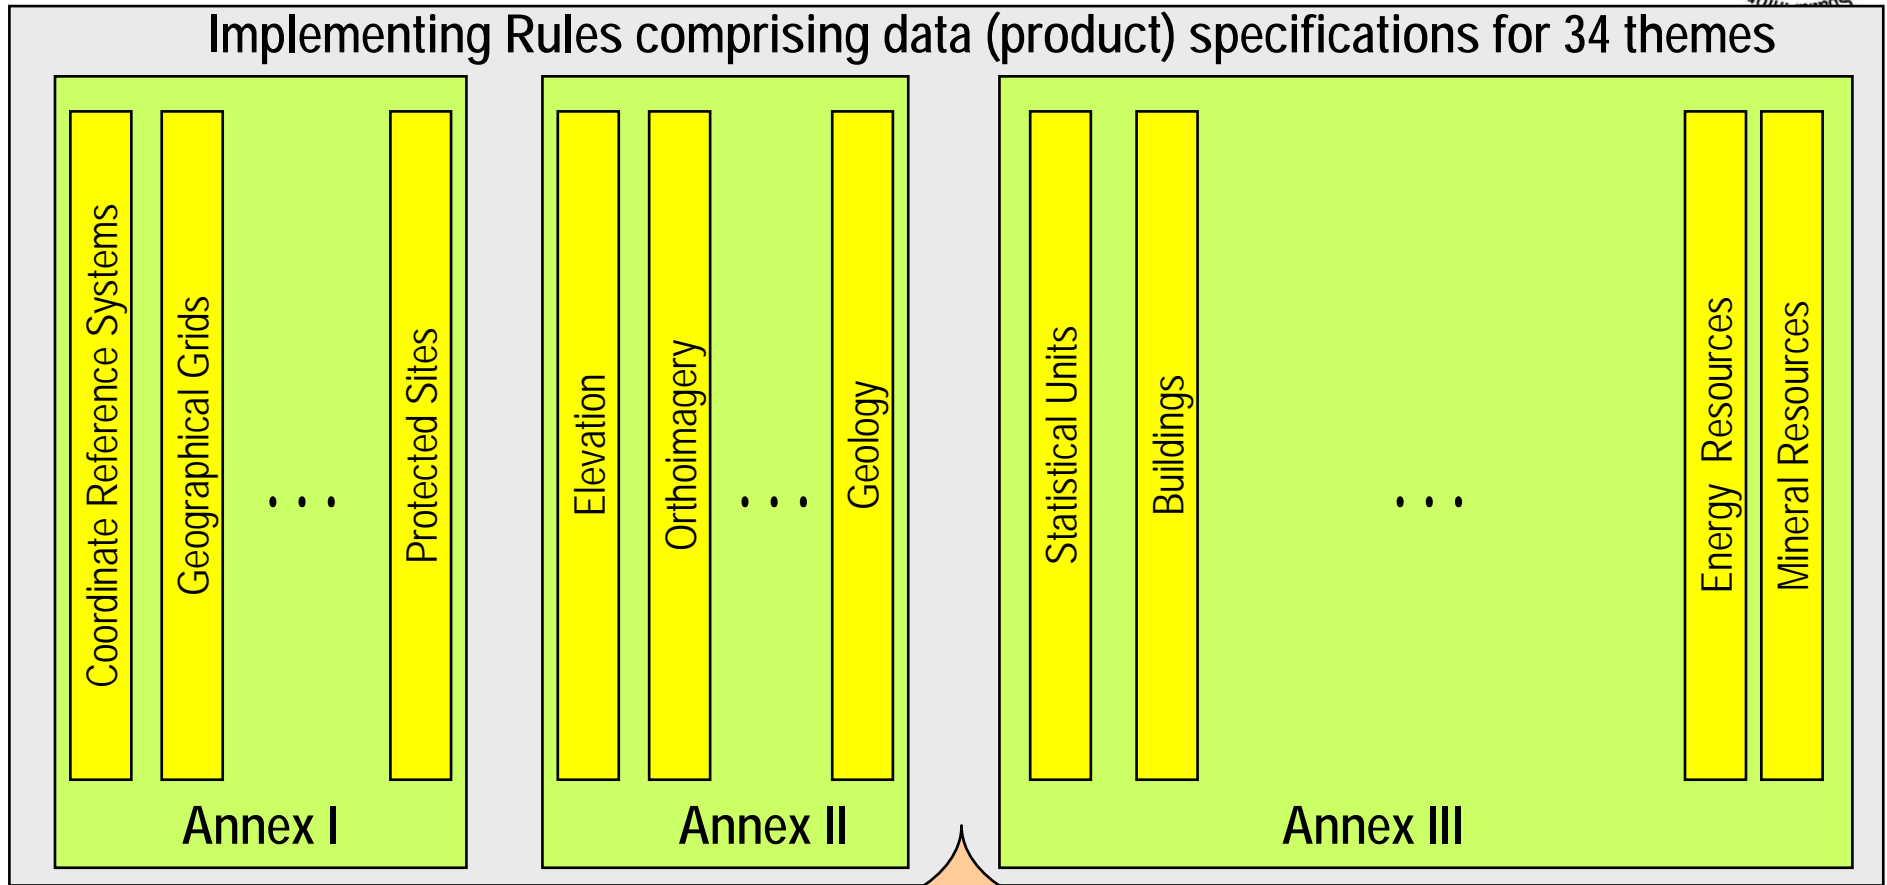 Implementing Rules comprising data (product) specifications for 34 themes
Coordinate Reference Systems
Geographical Grids
. . .
Protected Sites
Annex I
Elevation
Orthoimagery
. . .
Geology
Annex II
Statistical Units
Buildings
. . .
Energy Resources
Mineral Resources
Annex III